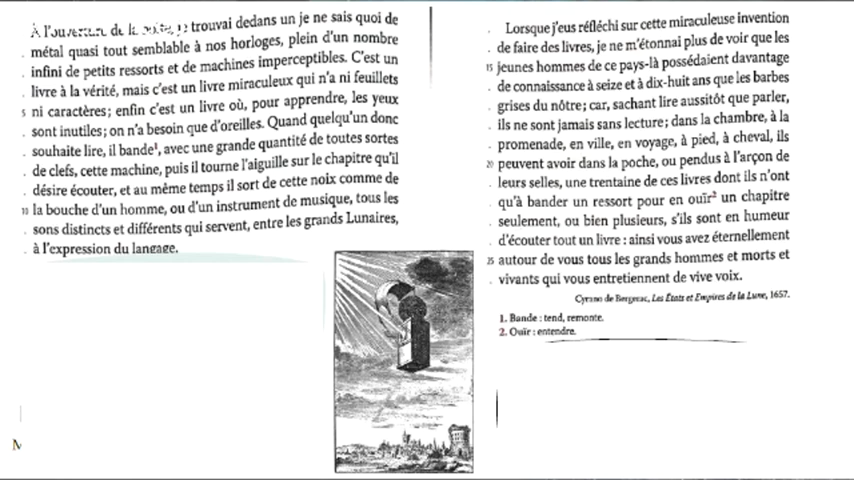 À l'ouverture de la boîte, je trouvai dedans un je ne sais quoi de
métal quasi tout semblable à nos horloges, plein d'un nombre
infini de petits ressorts et de machines imperceptibles. C'est un
livre à la vérité, mais c'est un livre miraculeux qui n'a ni feuillets
5 ni caractères; enfin c'est un livre où, pour apprendre, les yeux
sont inutiles; on n'a besoin que d'oreilles. Quand quelqu'un donc
souhaite lire, il bande¹, avec une grande quantité de toutes sortes
de clefs, cette machine, puis il tourne l'aiguille sur le chapitre qu'il
désire écouter, et au même temps il sort de cette noix comme de
10 la bouche d'un homme, ou d'un instrument de musique, tous les
sons distincts et différents qui servent, entre les grands Lunaires,
à l'expression du langage.
Lorsque j'eus réfléchi sur cette miraculeuse invention
de faire des livres, je ne m'étonnai plus de voir que les
15 jeunes hommes de ce pays-là possédaient davantage
de connaissance à seize et à dix-huit ans que les barbes
grises du nôtre; car, sachant lire aussitôt que parler,
ils ne sont jamais sans lecture; dans la chambre, à la
promenade, en ville, en voyage, à pied, à cheval, ils
20 peuvent avoir dans la poche, ou pendus à l'arçon de
leurs selles, une trentaine de ces livres dont ils n'ont
qu'à bander un ressort pour en ouïr² un chapitre
seulement, ou bien plusieurs, s'ils sont en humeur
d'écouter tout un livre : ainsi vous avez éternellement
25 autour de vous tous les grands hommes et morts et
vivants qui vous entretiennent de vive voix.
Cyrano de Bergerac, Les États et Empires de la Lune, 1657.
1. Bande : tend, remonte.
2. Ouïr : entendre.